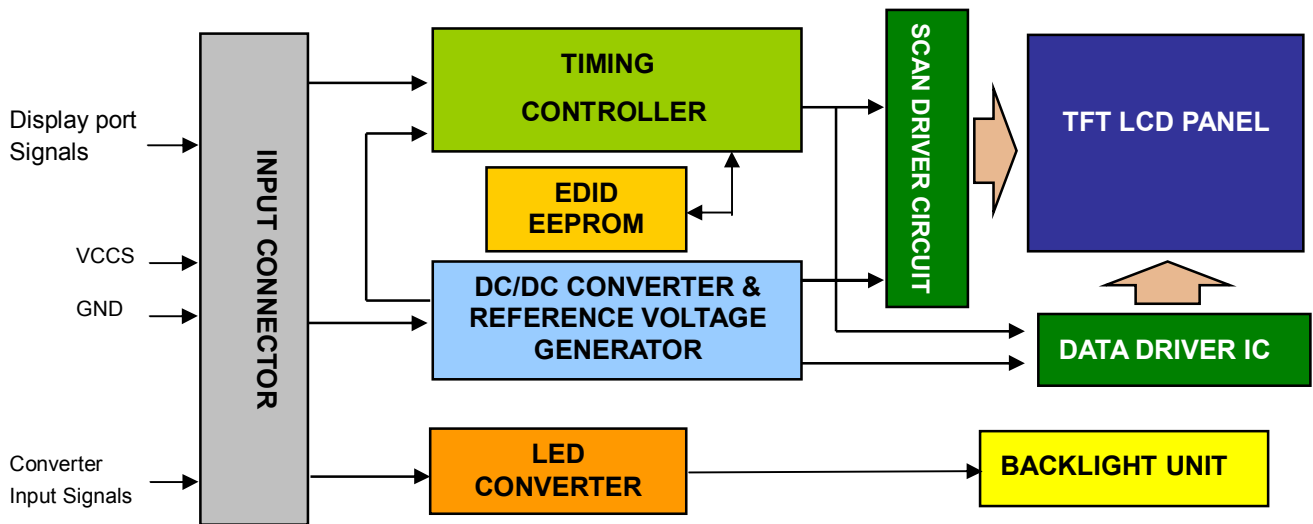 Display port
Signals
VCCS
GND
Converter
Input Signals
INPUT CONNECTOR
TIMING
CONTROLLER
EDID
EEPROM
DC/DC CONVERTER &
REFERENCE VOLTAGE
GENERATOR
LED
CONVERTER
SCAN DRIVER CIRCUIT
TFT LCD PANEL
DATA DRIVER IC
BACKLIGHT UNIT